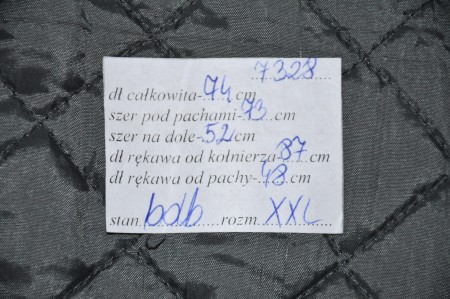 7328
dł całkowita-74 cm
szer pod pachami-73 cm
szer na dole-52 cm
dł rękawa od kołnierza-87 cm
dł rękawa od pachy-48 cm
stan bdb rozm. XXL